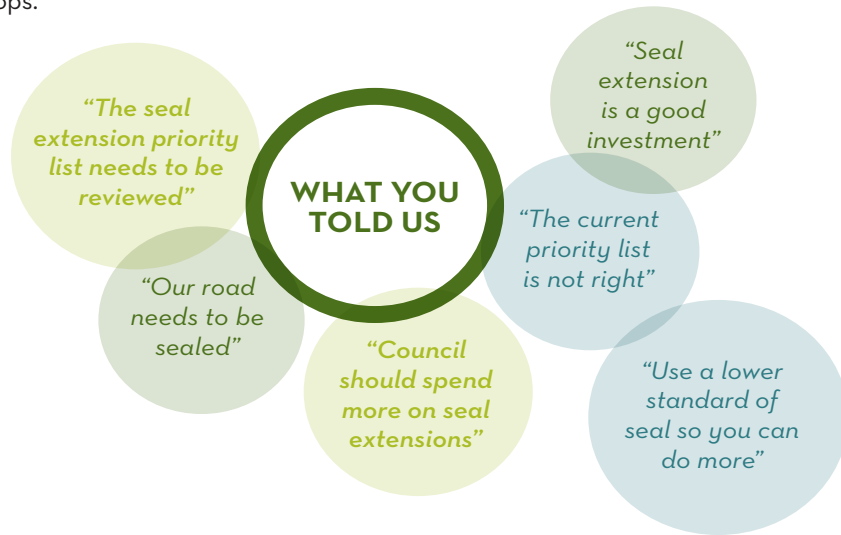 “The seal
extension priority
list needs to be
reviewed”
“Our road
needs to be
sealed”
WHAT YOU
TOLD US
“Council
should spend
more on seal
extensions”
“Seal
extension
is a good
investment”
“The current
priority list
is not right”
“Use a lower
standard of
seal so you can
do more”